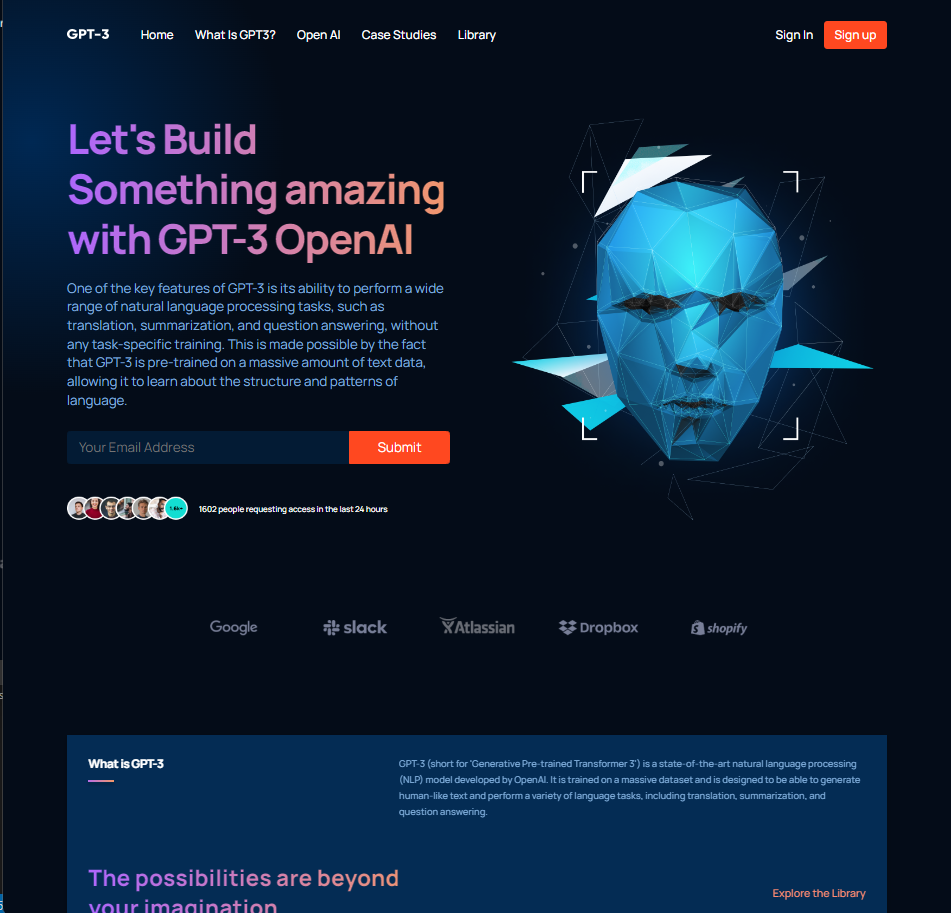 GPT-3
Home
What Is GPT3?
Open AI
Case Studies
Library
Sign In
Sign up
Let's Build
Something amazing
with GPT-3 OpenAI
One of the key features of GPT-3 is its ability to perform a wide
range of natural language processing tasks, such as
translation, summarization, and question answering, without
any task-specific training. This is made possible by the fact
that GPT-3 is pre-trained on a massive amount of text data,
allowing it to learn about the structure and patterns of
language.
Your Email Address
Submit
1602 people requesting access in the last 24 hours
Google
slack
Atlassian
Dropbox
shopify
What is GPT-3
GPT-3 (short for 'Generative Pre-trained Transformer 3') is a state-of-the-art natural language processing
(NLP) model developed by OpenAI. It is trained on a massive dataset and is designed to be able to generate
human-like text and perform a variety of language tasks, including translation, summarization, and
question answering.
The possibilities are beyond
your imagination
Explore the Library